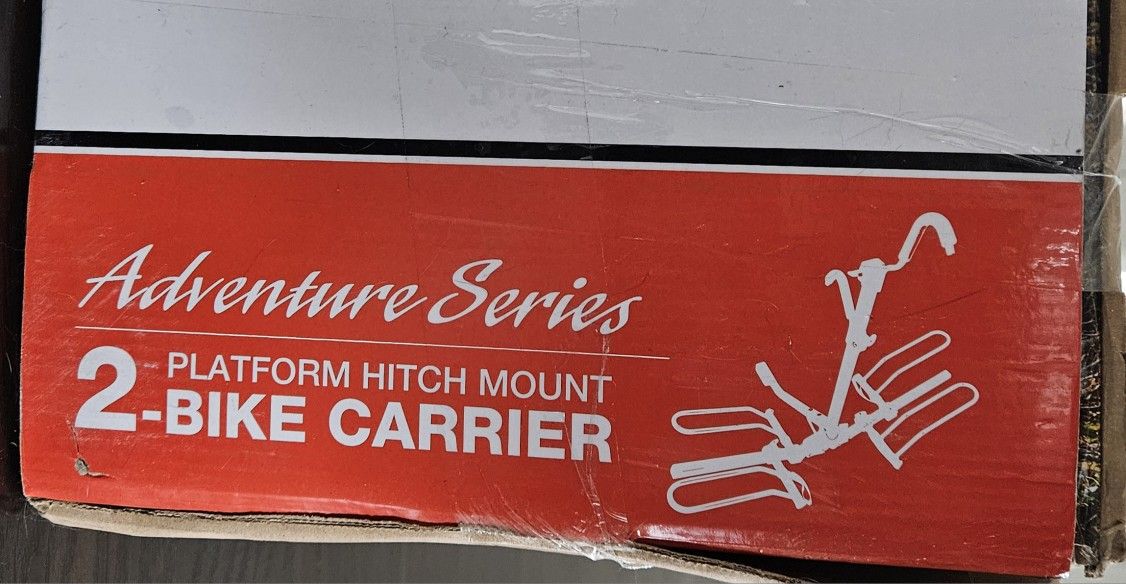 Adventure Series
PLATFORM HITCH MOUNT
2-BIKE CARRIER